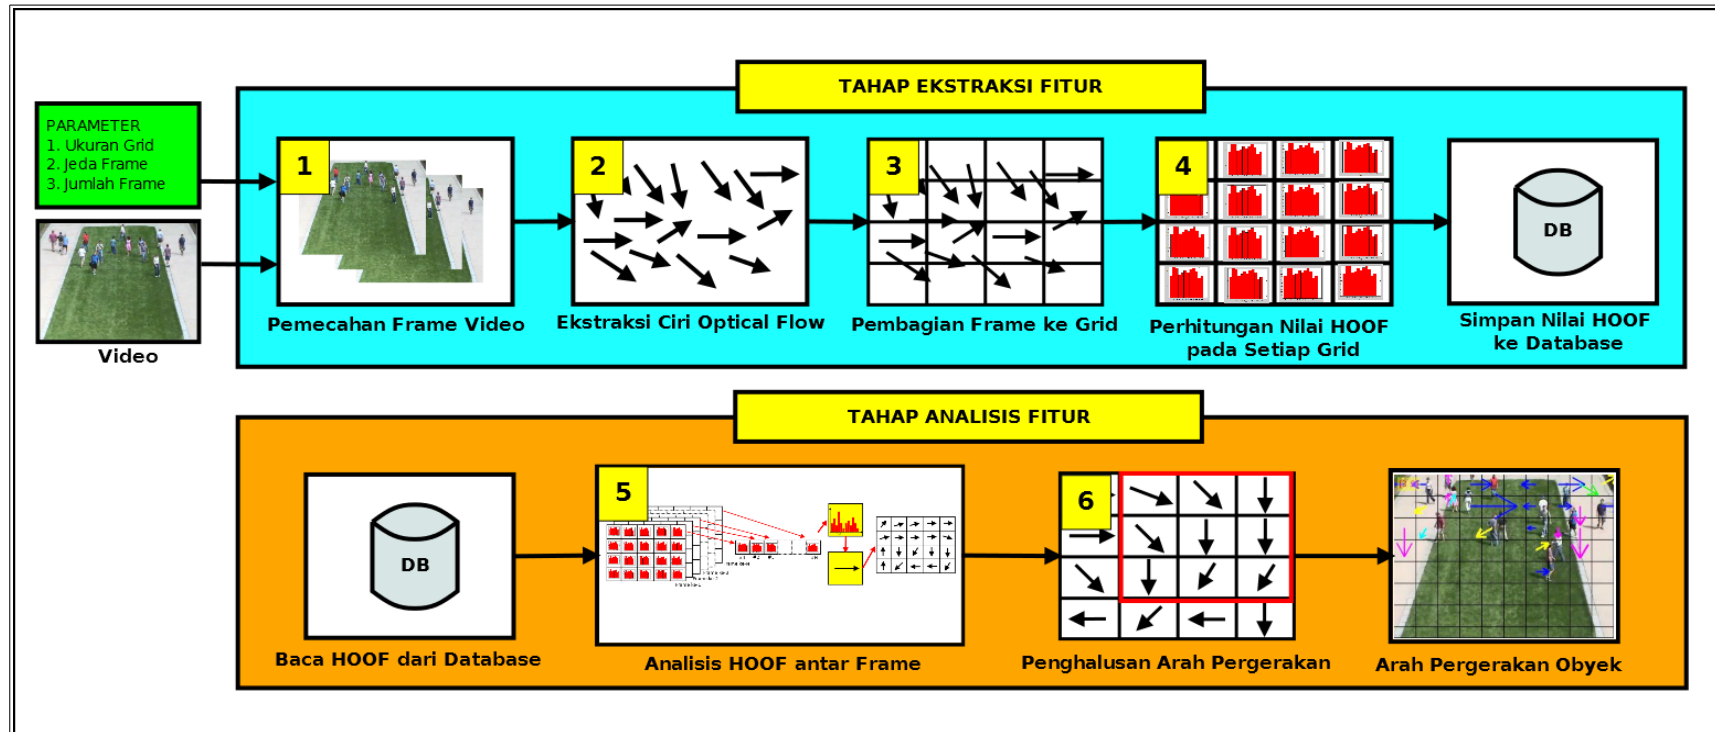 TAHAP EKSTRAKSI FITUR
PARAMETER
1. Ukuran Grid
2. Jeda Frame
3. Jumlah Frame
Video
1
Pemecahan Frame Video
2
Ekstraksi Ciri Optical Flow
3
Pembagian Frame ke Grid
4
Perhitungan Nilai HOOF
pada Setiap Grid
DB
Simpan Nilai HOOF
ke Database
TAHAP ANALISIS FITUR
DB
Baca HOOF dari Database
5
Analisis HOOF antar Frame
6
Penghalusan Arah Pergerakan
Arah Pergerakan Obyek